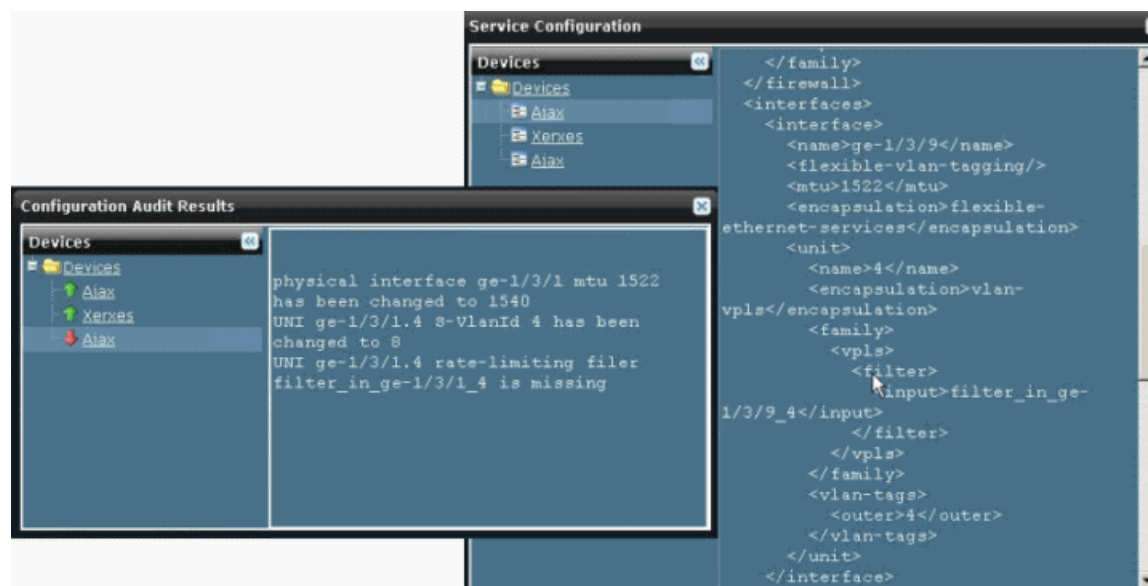 Service Configuration
Devices
Devices
Aiax
Xerxes
Aiax
</family>
</firewall>
<interfaces>
<interface>
<name>ge-1/3/9</name>
<flexible-vlan-tagging/>
<mtu>1522</mtu>
<encapsulation>flexible-
ethernet-services</encapsulation>
<unit>
<name>4</name>
<encapsulation>vlan-
vpls</encapsulation>
<family>
<vpls>
<filter>
<input>filter_in_ge-
1/3/9_4</input>
</filter>
</vpls>
</family>
<vlan-tags>
<outer>4</outer>
</vlan-tags>
</unit>
</interface>
Configuration Audit Results
Devices
Devices
Aiax
Xerxes
Aiax
physical interface ge-1/3/1 mtu 1522
has been changed to 1540
UNI ge-1/3/1.4 S-VlanId 4 has been
changed to 8
UNI ge-1/3/1.4 rate-limiting filer
filter_in_ge-1/3/1_4 is missing